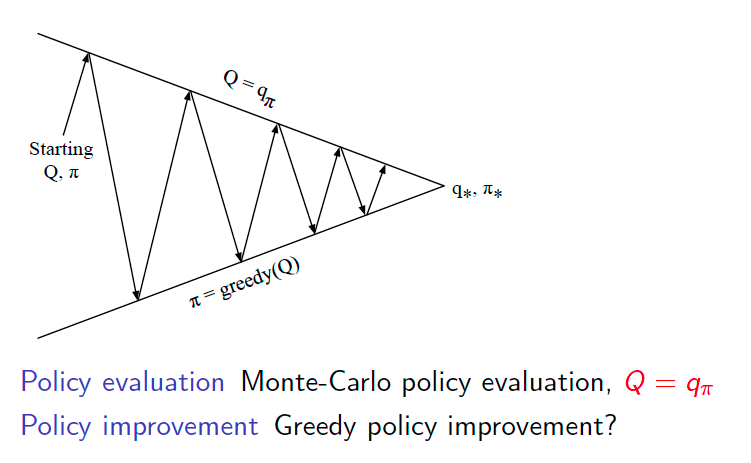 Q = qπ
Starting
Q, π
q*, π*
π = greedy(Q)
Policy evaluation Monte-Carlo policy evaluation, Q = qπ
Policy improvement Greedy policy improvement?